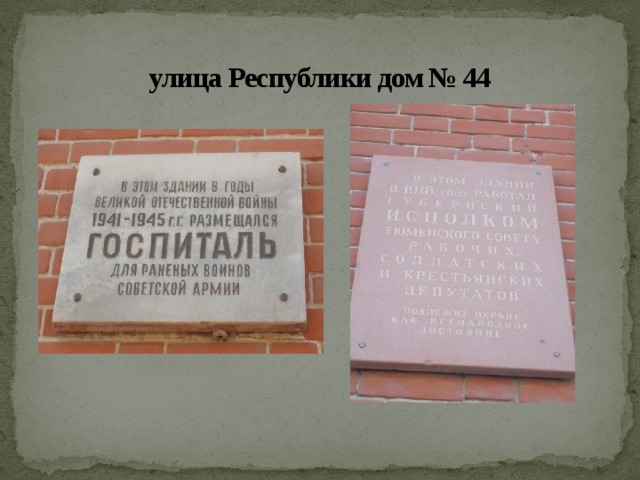 улица Республики дом № 44
В ЭТОМ ЗДАНИИ В ГОДЫ
ВЕЛИКОЙ ОТЕЧЕСТВЕННОЙ ВОЙНЫ
1941-1945 г.г. РАЗМЕЩАЛСЯ
ГОСПИТАЛЬ
ДЛЯ РАНЕНЫХ ВОИНОВ
СОВЕТСКОЙ АРМИИ
В ЭТОМ ЗДАНИИ
В 1918 ГОДУ РАБОТАЛ
ГУБЕРНСКИЙ
ИСПОЛКОМ
ТЮМЕНСКОГО СОВЕТА
РАБОЧИХ,
СОЛДАТСКИХ
И КРЕСТЬЯНСКИХ
ДЕПУТАТОВ
ПОДЛЕЖИТ ОХРАНЕ
КАК ВСЕНАРОДНОЕ
ДОСТОЯНИЕ